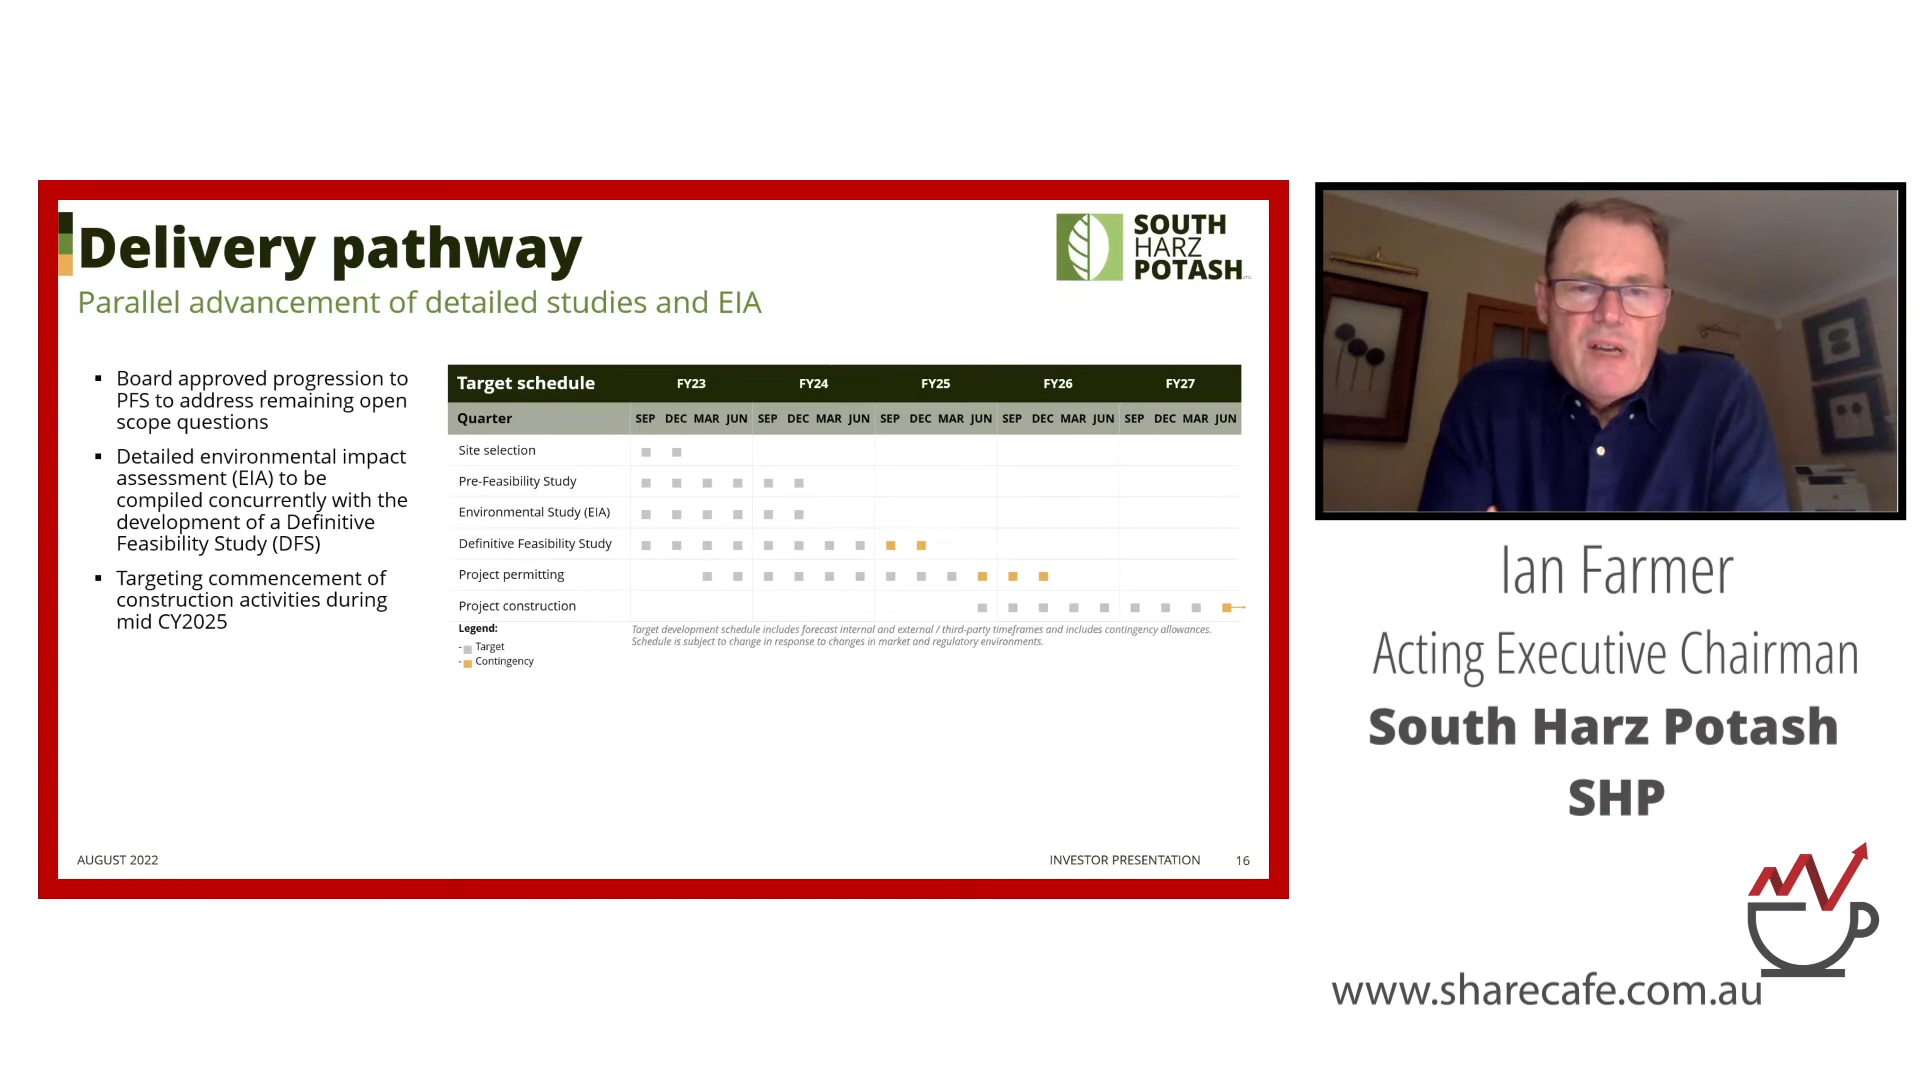 Delivery pathway
Parallel advancement of detailed studies and EIA
SOUTH
HARZ
POTASH
▪ Board approved progression to
PFS to address remaining open
scope questions
▪ Detailed environmental impact
assessment (EIA) to be
compiled concurrently with the
development of a Definitive
Feasibility Study (DFS)
▪ Targeting commencement of
construction activities during
mid CY2025
Target schedule FY23 FY24 FY25 FY26 FY27
Quarter SEP DEC MAR JUN SEP DEC MAR JUN SEP DEC MAR JUN SEP DEC MAR JUN SEP DEC MAR JUN
Site selection
Pre-Feasibility Study
Environmental Study (EIA)
Definitive Feasibility Study
Project permitting
Project construction
Legend:
- Target
- Contingency
Target development schedule includes forecast internal and external / third-party timeframes and includes contingency allowances.
Schedule is subject to change in response to changes in market and regulatory environments.
AUGUST 2022
INVESTOR PRESENTATION 16
Ian Farmer
Acting Executive Chairman
South Harz Potash
SHP
www.sharecafe.com.au